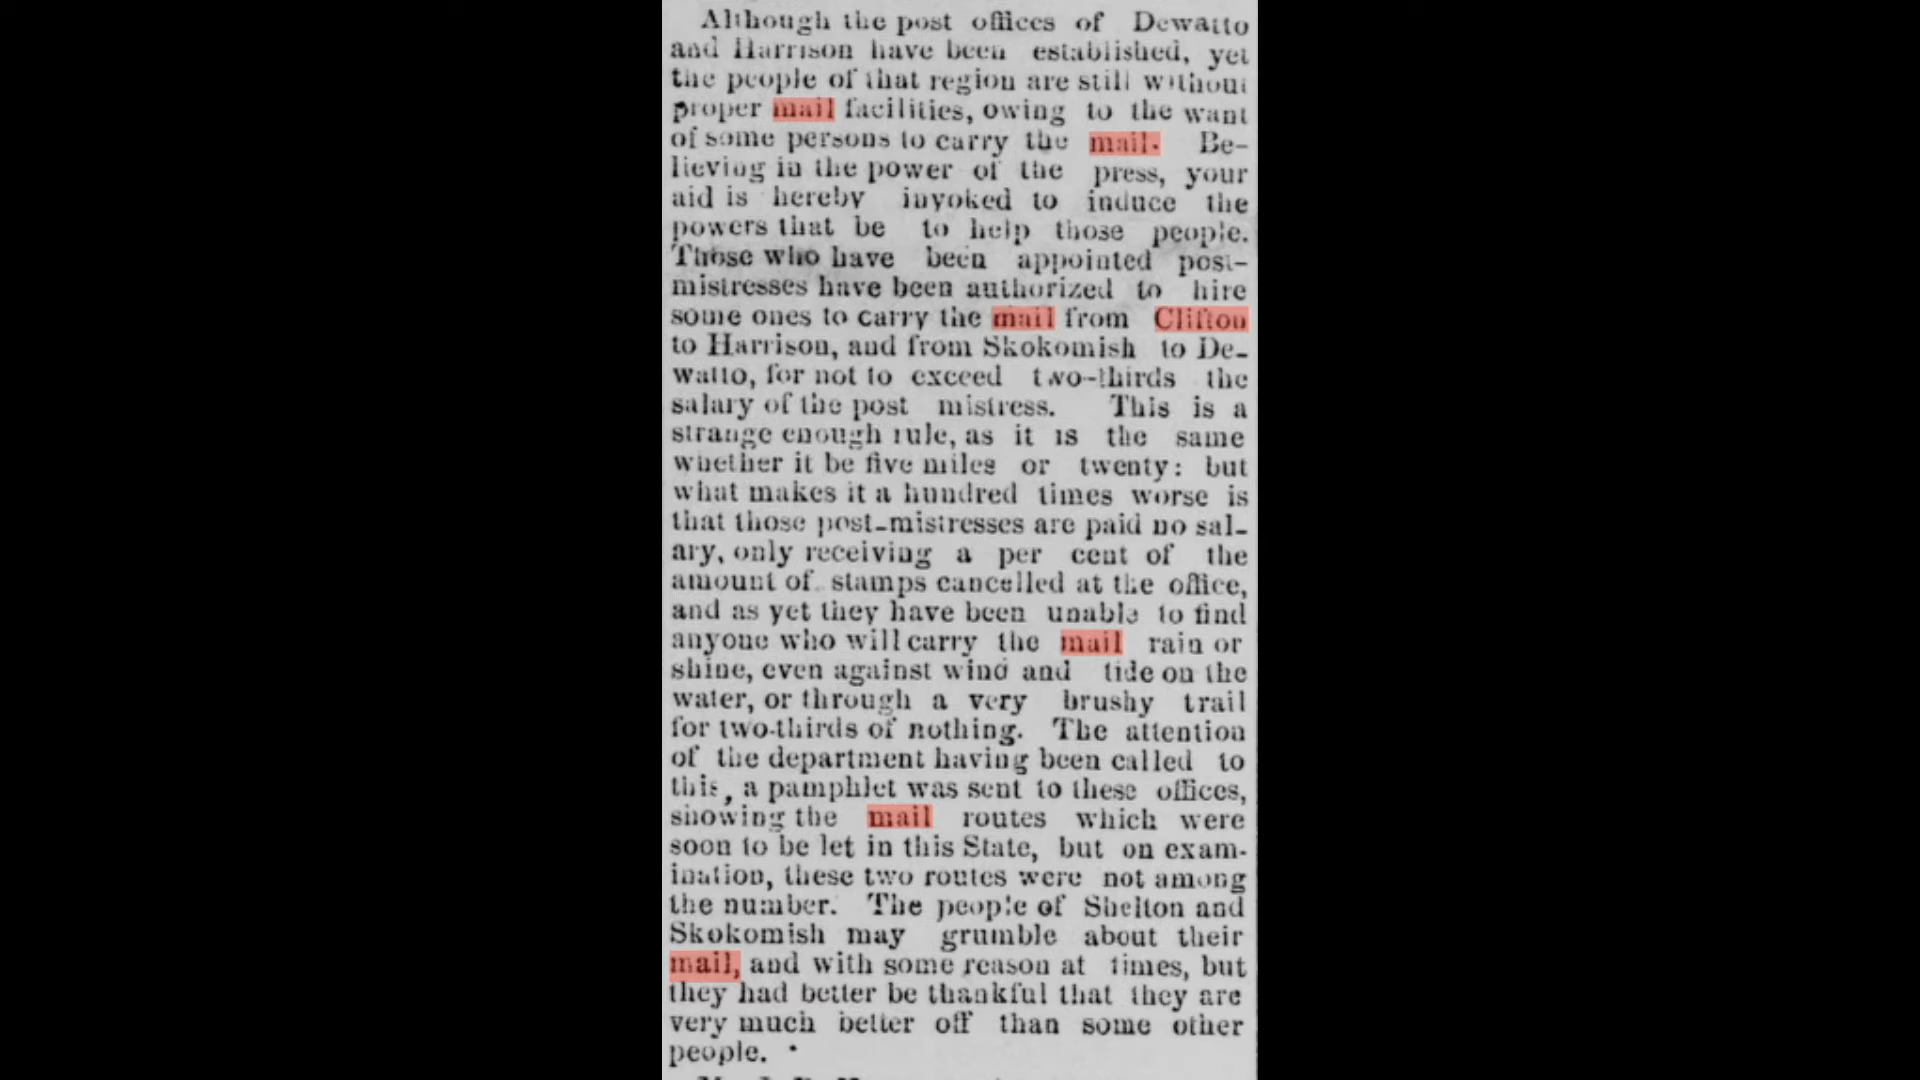 Although the post offices of Dewatto
and Harrison have been established, yet
the people of that region are still without
proper mail facilities, owing to the want
of some persons to carry the mail. Be-
lieving in the power of the press, your
aid is hereby invoked to induce the
powers that be to help those people.
Those who have been appointed post-
mistresses have been authorized to hire
some ones to carry the mail from Clifton
to Harrison, and from Skokomish to De-
watto, for not to exceed two-thirds the
salary of the post mistress. This is a
strange enough rule, as it is the same
whether it be five miles or twenty: but
what makes it a hundred times worse is
that those post-mistresses are paid no sal-
ary, only receiving a per cent of the
amount of stamps cancelled at the office,
and as yet they have been unable to find
anyone who will carry the mail rain or
shine, even against wind and tide on the
water, or through a very brushy trail
for two-thirds of nothing. The attention
of the department having been called to
this, a pamphlet was sent to these offices,
showing the mail routes which were
soon to be let in this State, but on exam-
ination, these two routes were not among
the number. The people of Shelton and
Skokomish may grumble about their
mail, and with some reason at times, but
they had better be thankful that they are
very much better off than some other
people.